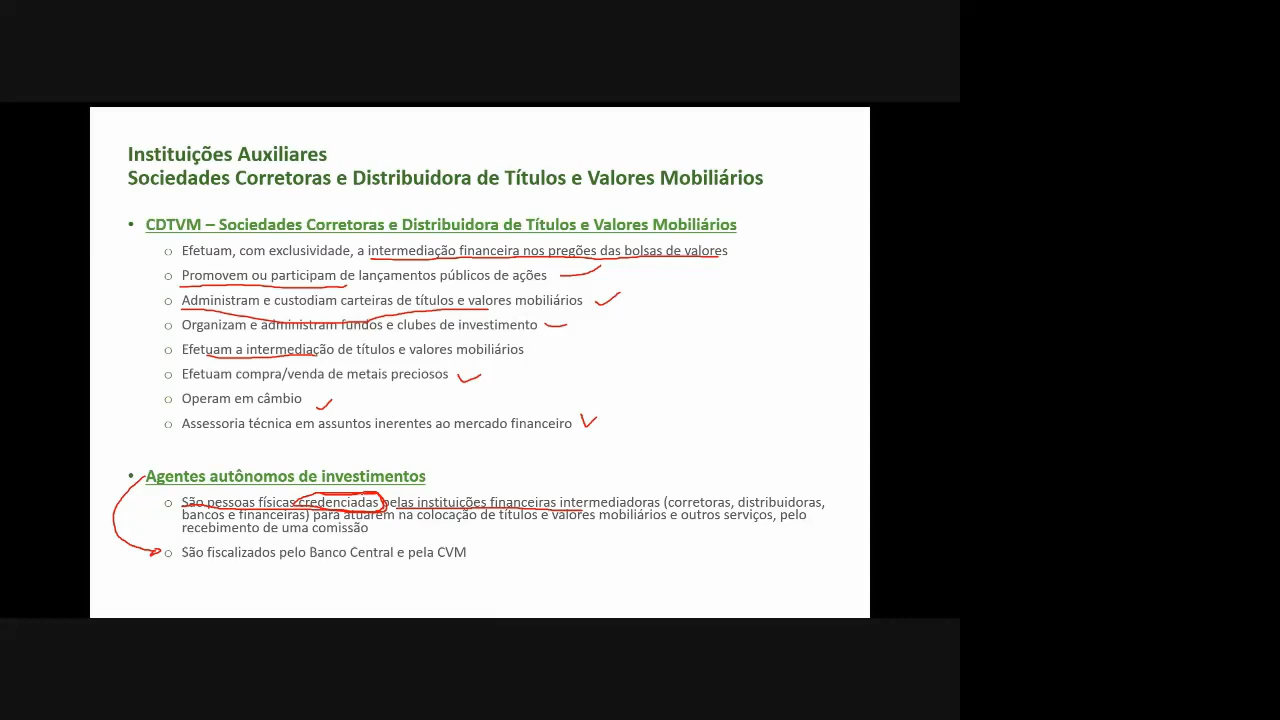 Instituições Auxiliares
Sociedades Corretoras e Distribuidora de Títulos e Valores Mobiliários
• CDTVM – Sociedades Corretoras e Distribuidora de Títulos e Valores Mobiliários
o Efetuam, com exclusividade, a intermediação financeira nos pregões das bolsas de valores
o Promovem ou participam de lançamentos públicos de ações
o Administram e custodiam carteiras de títulos e valores mobiliários
o Organizam e administram fundos e clubes de investimento
o Efetuam a intermediação de títulos e valores mobiliários
o Efetuam compra/venda de metais preciosos
o Operam em câmbio
o Assessoria técnica em assuntos inerentes ao mercado financeiro
• Agentes autônomos de investimentos
o São pessoas físicas credenciadas pelas instituições financeiras intermediadoras (corretoras, distribuidoras,
bancos e financeiras) para atuarem na colocação de títulos e valores mobiliários e outros serviços, pelo
recebimento de uma comissão
o São fiscalizados pelo Banco Central e pela CVM